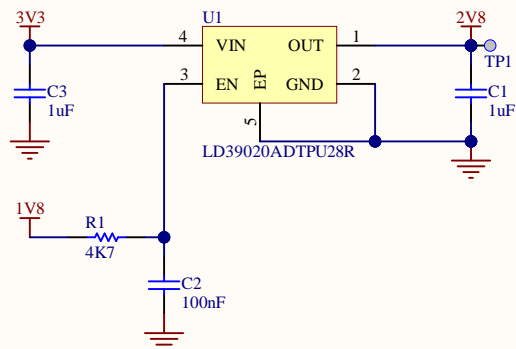 3V3
U1
2V8
4
VIN
OUT
1
TP1
3
EN
EP
GND
2
C3
1uF
C1
1uF
5
LD39020ADTPU28R
1V8
R1
4K7
C2
100nF